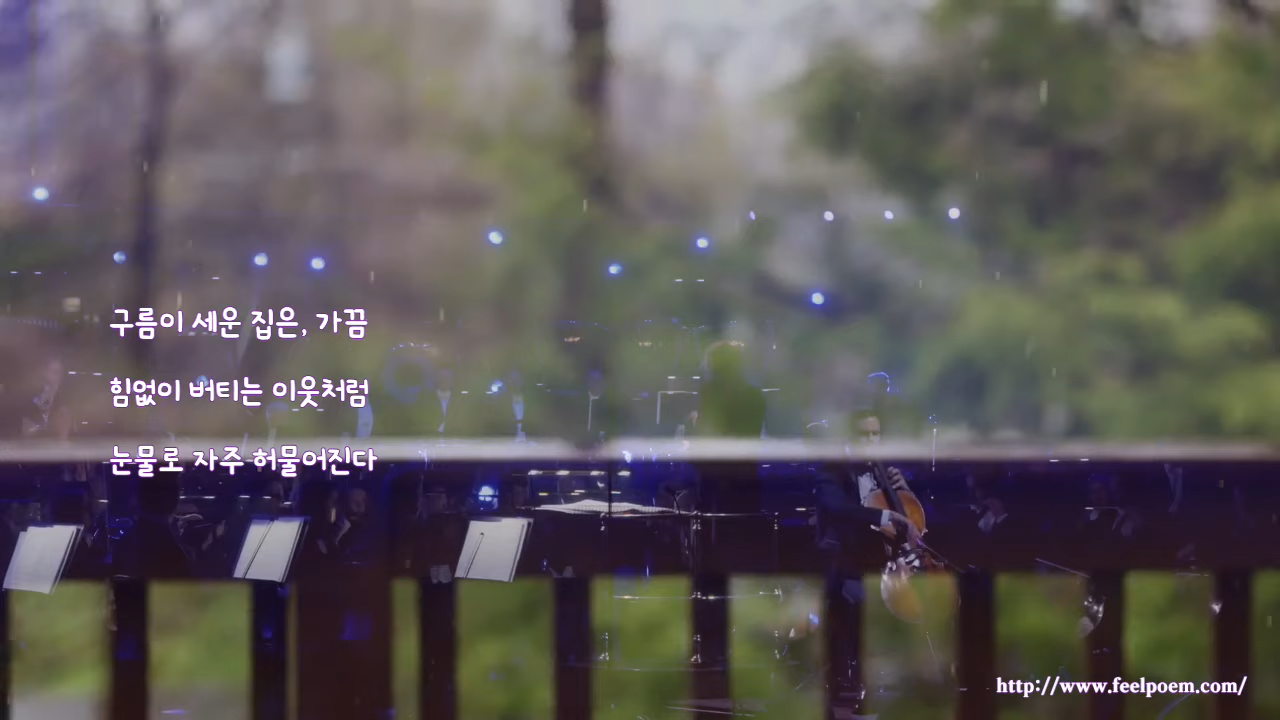 구름이 세운 집은, 가끔
힘없이 버티는 이웃처럼
눈물로 자주 허물어진다
http://www.feelpoem.com/